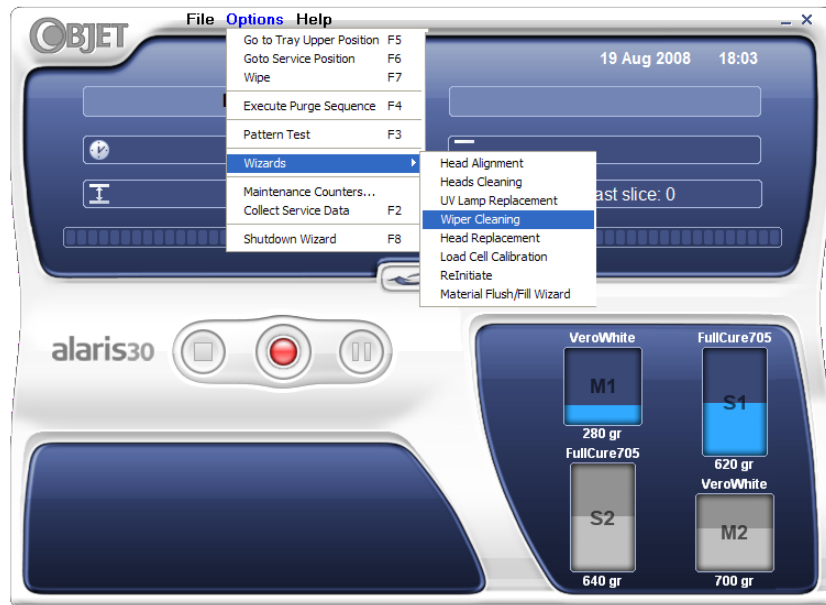 OBJET
File Options Help
19 Aug 2008 18:03
Go to Tray Upper Position F5
Goto Service Position F6
Wipe F7
Execute Purge Sequence F4
Pattern Test F3
Wizards
Maintenance Counters...
Collect Service Data F2
Shutdown Wizard F8
Head Alignment
Heads Cleaning
UV Lamp Replacement
Wiper Cleaning
Head Replacement
Load Cell Calibration
ReInitiate
Material Flush/Fill Wizard
slice: 0
alaris30
VeroWhite
M1
280 gr
FullCure705
S1
620 gr
FullCure705
S2
640 gr
VeroWhite
M2
700 gr